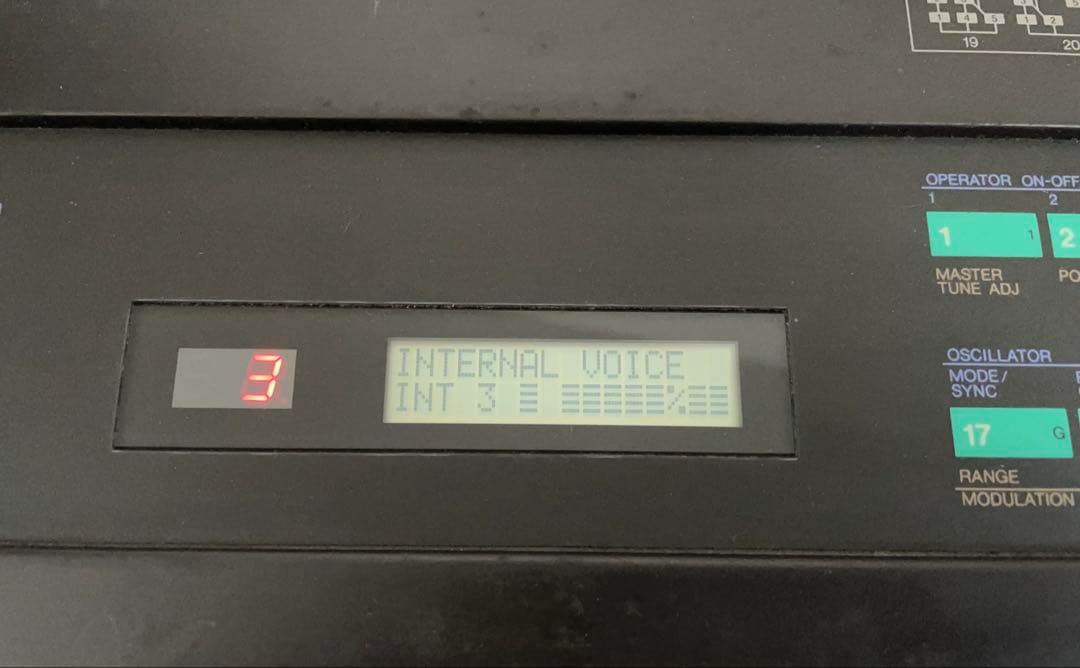 19
20
OPERATOR ON-OFF
1 2
1 1 2
MASTER
TUNE ADJ
3
INTERNAL VOICE
INT 3
OSCILLATOR
MODE/
SYNC
17 G
RANGE
MODULATION